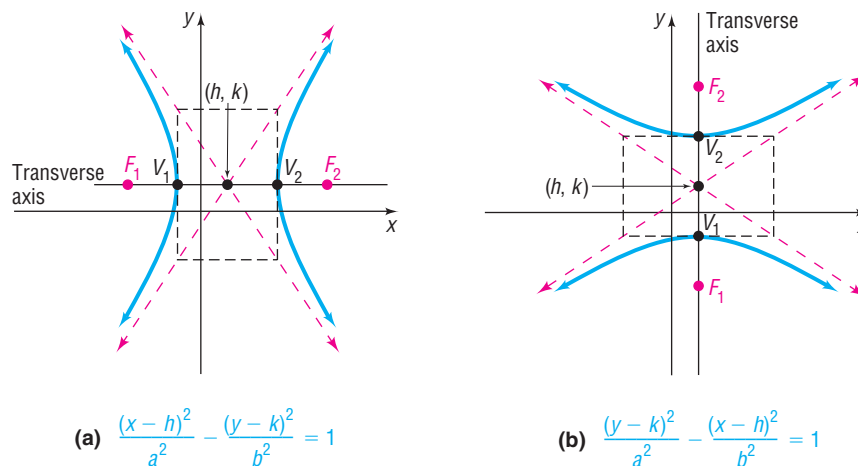 y
(h, k)
Transverse
axis
F₁
V₁
V₂
F₂
x
(a) (x − h)²/a² − (y − k)²/b² = 1
y
Transverse
axis
F₂
V₂
(h, k)
V₁
F₁
(b) (y − k)²/a² − (x − h)²/b² = 1